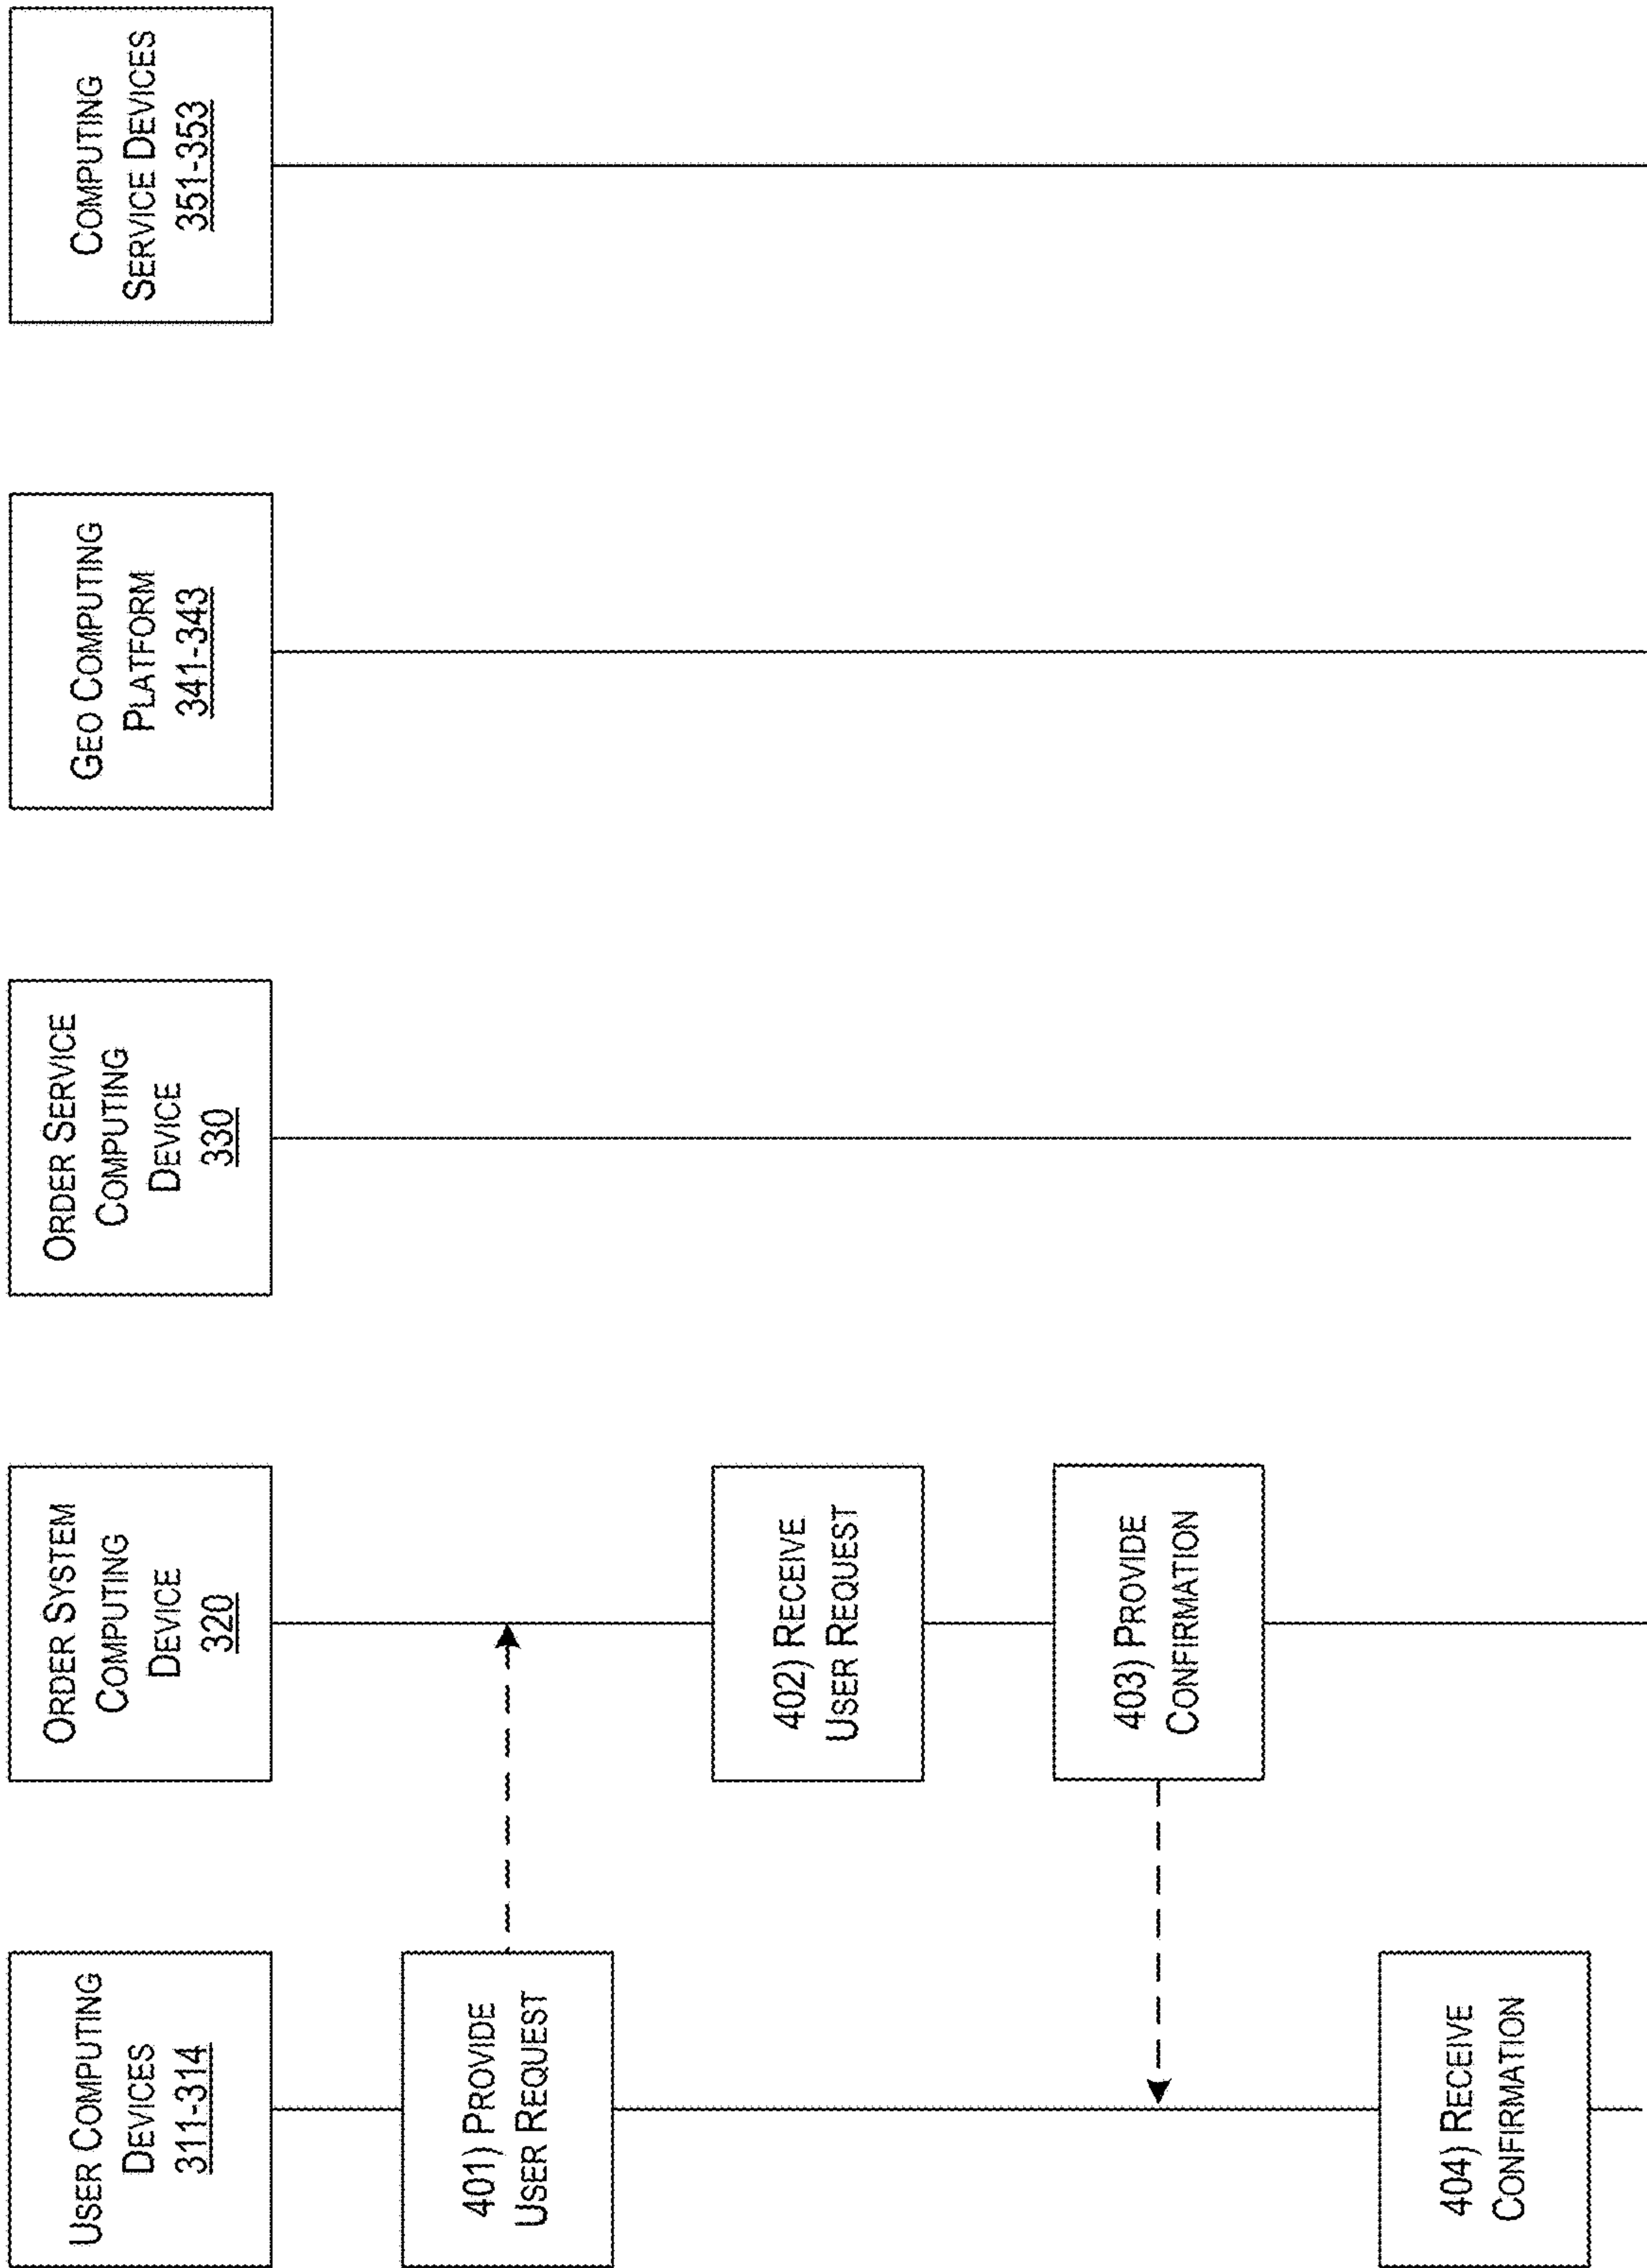 USER COMPUTING
DEVICES
311-314
ORDER SYSTEM
COMPUTING
DEVICE
320
ORDER SERVICE
COMPUTING
DEVICE
330
GEO COMPUTING
PLATFORM
341-343
COMPUTING
SERVICE DEVICES
351-353
401) PROVIDE
USER REQUEST
402) RECEIVE
USER REQUEST
403) PROVIDE
CONFIRMATION
404) RECEIVE
CONFIRMATION